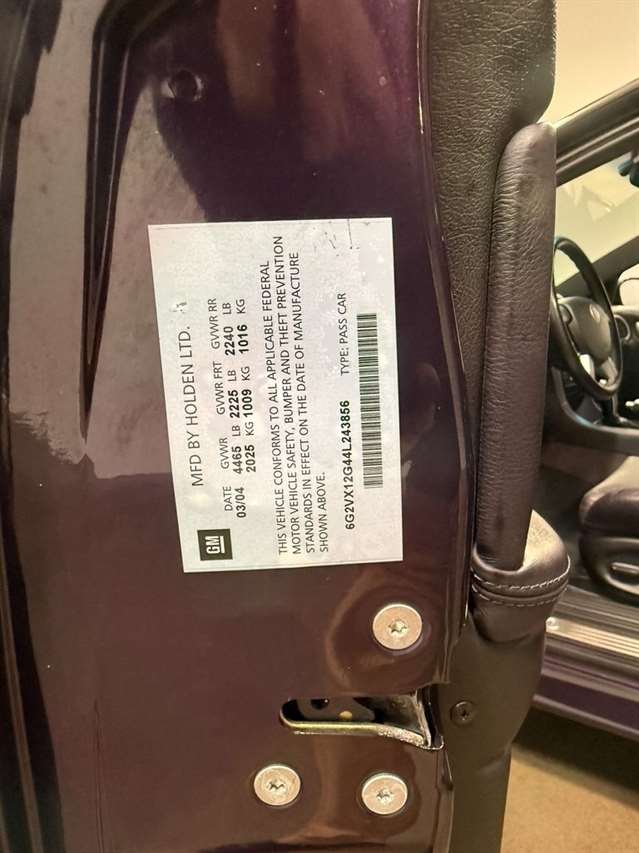 GM
MFD BY HOLDEN LTD.
DATE GVWR GVWR FRT GVWR RR
03/04 4465 LB 2225 LB 2240 LB
2025 KG 1009 KG 1016 KG
THIS VEHICLE CONFORMS TO ALL APPLICABLE FEDERAL
MOTOR VEHICLE SAFETY, BUMPER AND THEFT PREVENTION
STANDARDS IN EFFECT ON THE DATE OF MANUFACTURE
SHOWN ABOVE.
6G2VX12G44L243856 TYPE: PASS CAR